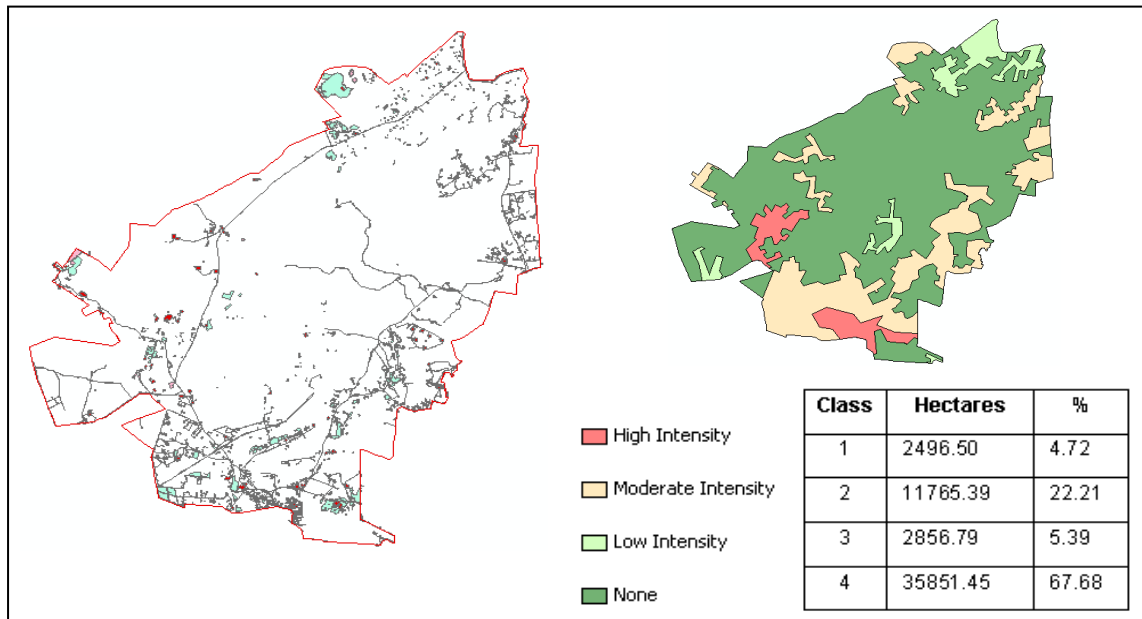 High Intensity
Moderate Intensity
Low Intensity
None
Class Hectares %
1 2496.50 4.72
2 11765.39 22.21
3 2856.79 5.39
4 35851.45 67.68